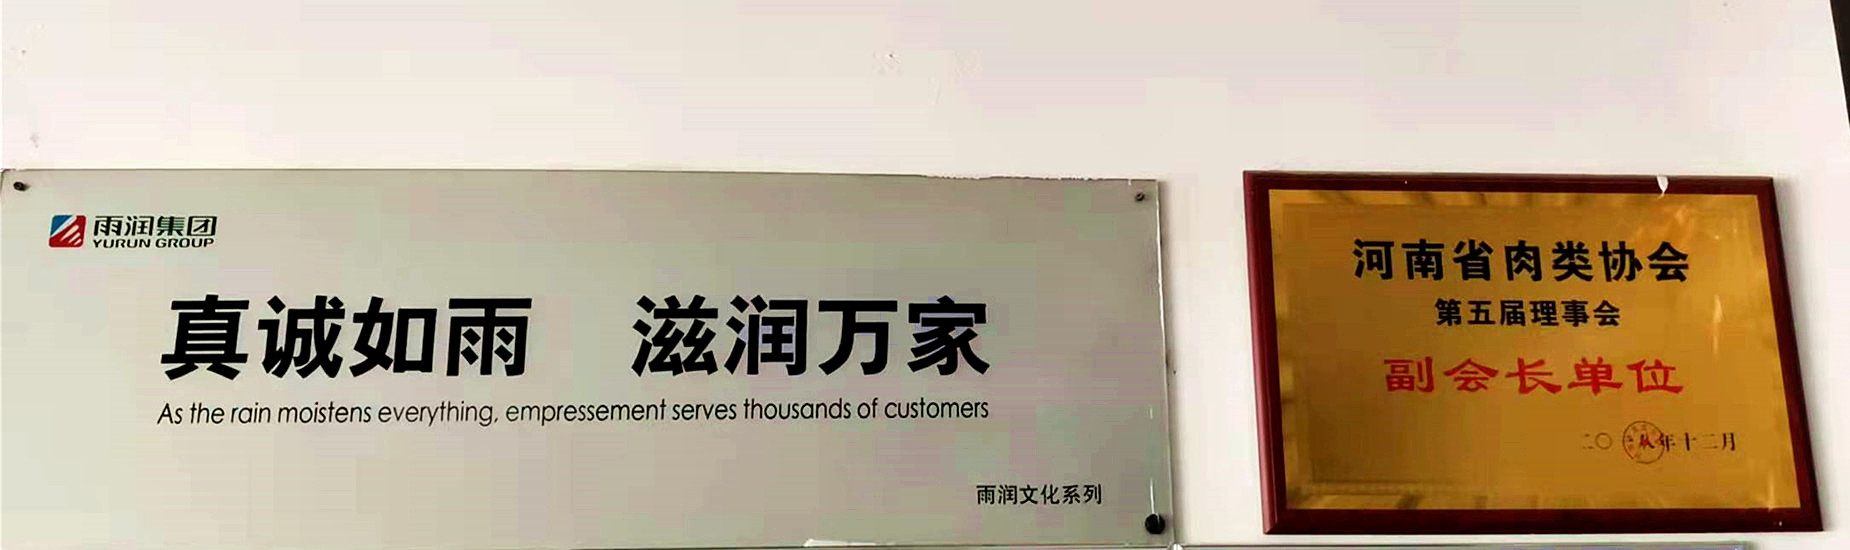 雨润集团
YURUN GROUP
真诚如雨 滋润万家
As the rain moistens everything, empressement serves thousands of customers
雨润文化系列
河南省肉类协会
第五届理事会
副会长单位
年十二月